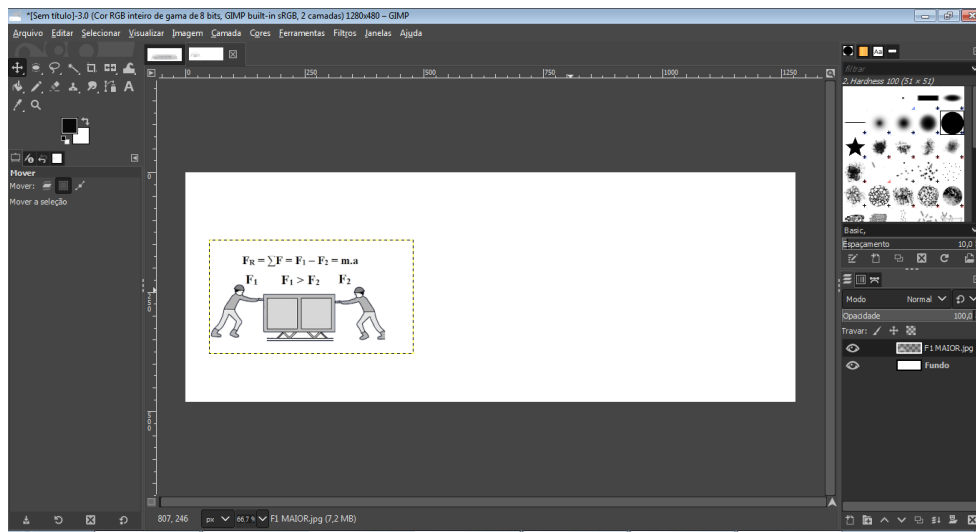 *[Sem título]-3.0 (Cor RGB inteiro de gama de 8 bits, GIMP built-in sRGB, 2 camadas) 1280x480 – GIMP
Arquivo Editar Selecionar Visualizar Imagem Camada Cores Ferramentas Filtros Janelas Ajuda
0 250 500 750 1000 1250
filtrar
2. Hardness 100 (51 × 51)
Mover
Mover:
Mover a seleção
0
250
500
F_R = ∑F = F₁ – F₂ = m.a
F₁ F₁ > F₂ F₂
Basic,
Espaçamento 10,0
Modo Normal
Opacidade 100,0
Travar:
F1 MAIOR.jpg
Fundo
807, 246 px 66,7 % F1 MAIOR.jpg (7,2 MB)